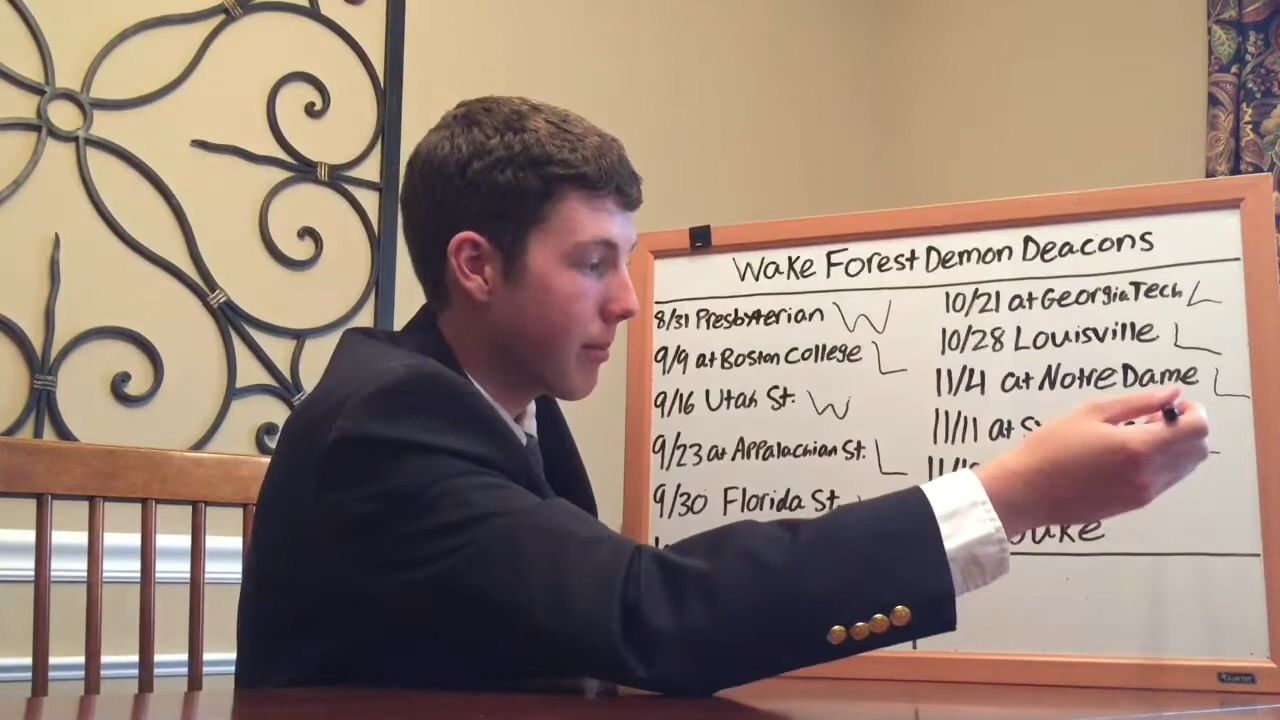 Wake Forest Demon Deacons
8/31 Presbyterian W
9/9 at Boston College L
9/16 Utah St. W
9/23 at Appalachian St. L
9/30 Florida St.
10/21 at Georgia Tech L
10/28 Louisville L
11/4 at Notre Dame L
11/11 at
Quartet